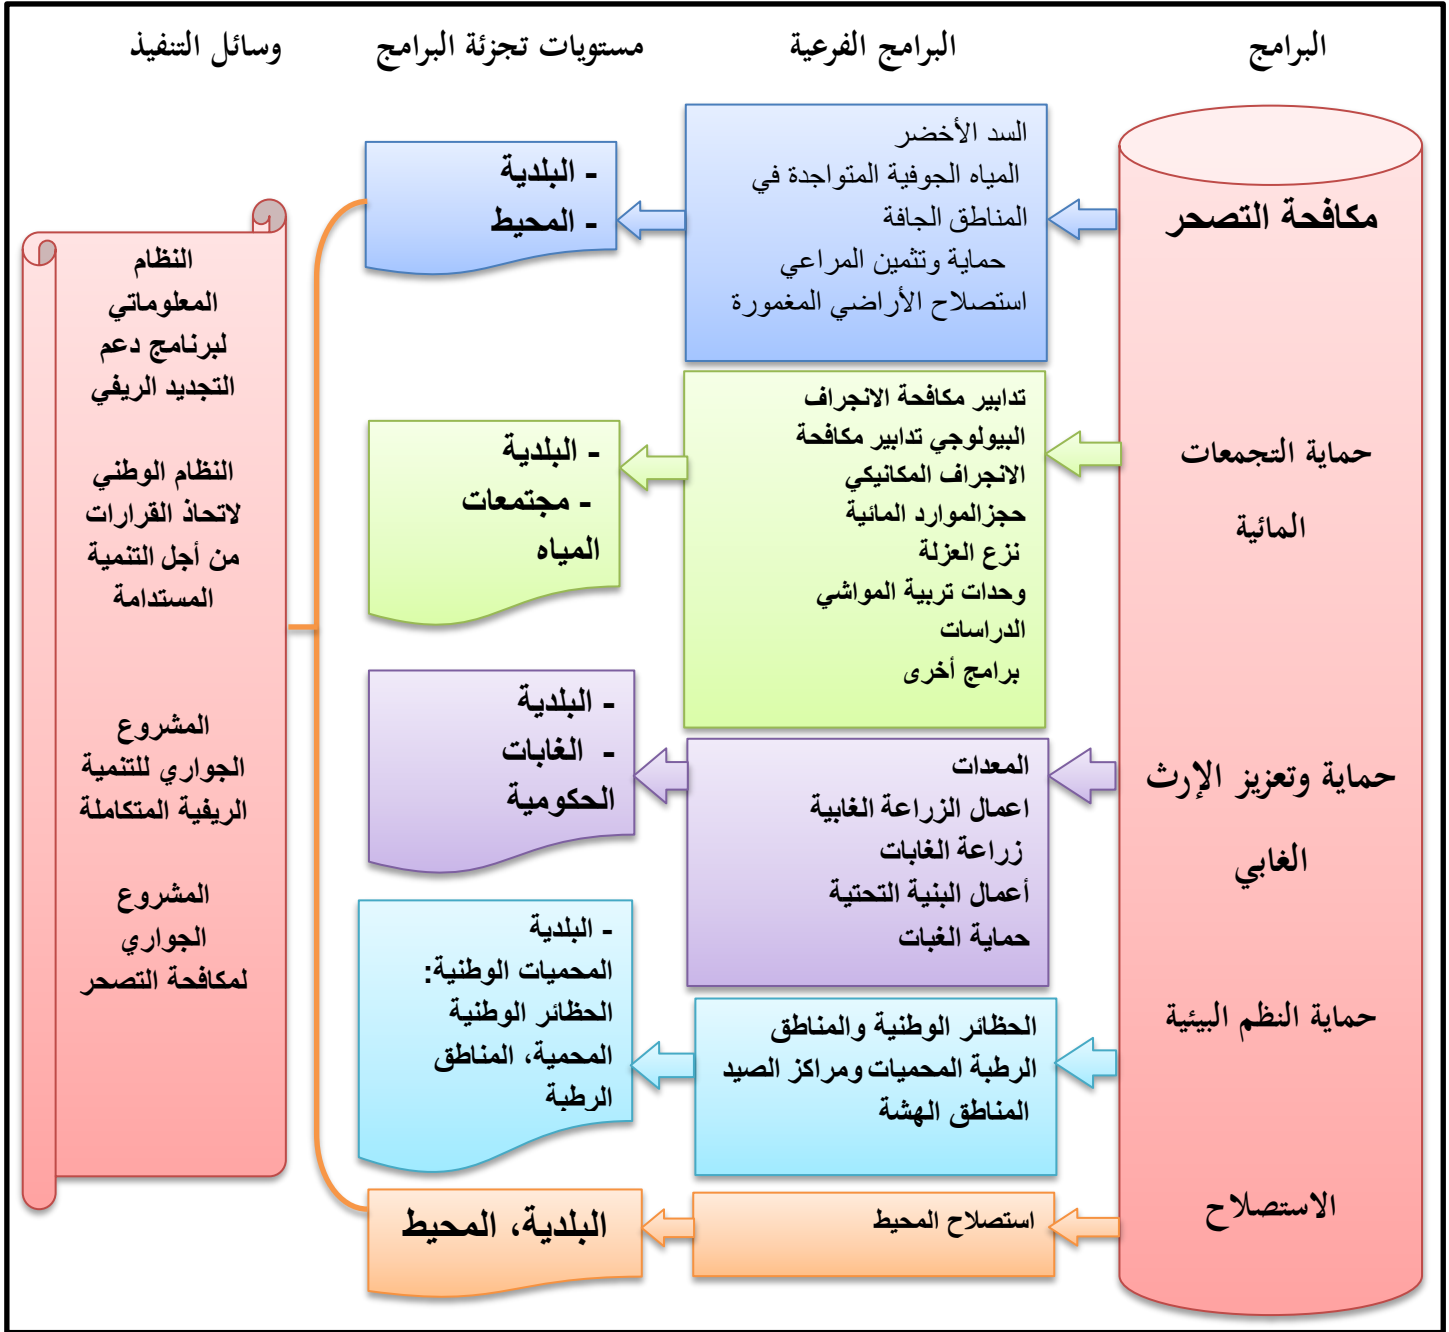 البرامج
البرامج الفرعية
مستويات تجزئة البرامج
وسائل التنفيذ
مكافحة التصحر
السد الأخضر
المياه الجوفية المتواجدة في
المناطق الجافة
حماية وتثمين المراعي
استصلاح الأراضي المغمورة
- البلدية
- المحيط
حماية التجمعات
المائية
تدابير مكافحة الانجراف
البيولوجي تدابير مكافحة
الانجراف المكانيكي
حجزالموارد المائية
نزع العزلة
وحدات تربية المواشي
الدراسات
برامج أخرى
- البلدية
- مجتمعات
المياه
حماية وتعزيز الإرث
الغابي
المعدات
اعمال الزراعة الغابية
زراعة الغابات
أعمال البنية التحتية
حماية الغبات
- البلدية
- الغابات
الحكومية
حماية النظم البيئية
الحظائر الوطنية والمناطق
الرطبة المحميات ومراكز الصيد
المناطق الهشة
- البلدية
المحميات الوطنية:
الحظائر الوطنية
المحمية، المناطق
الرطبة
الاستصلاح
استصلاح المحيط
البلدية، المحيط
النظام
المعلوماتي
لبرنامج دعم
التجديد الريفي
النظام الوطني
لاتحاذ القرارات
من أجل التنمية
المستدامة
المشروع
الجواري للتنمية
الريفية المتكاملة
المشروع
الجواري
لمكافحة التصحر